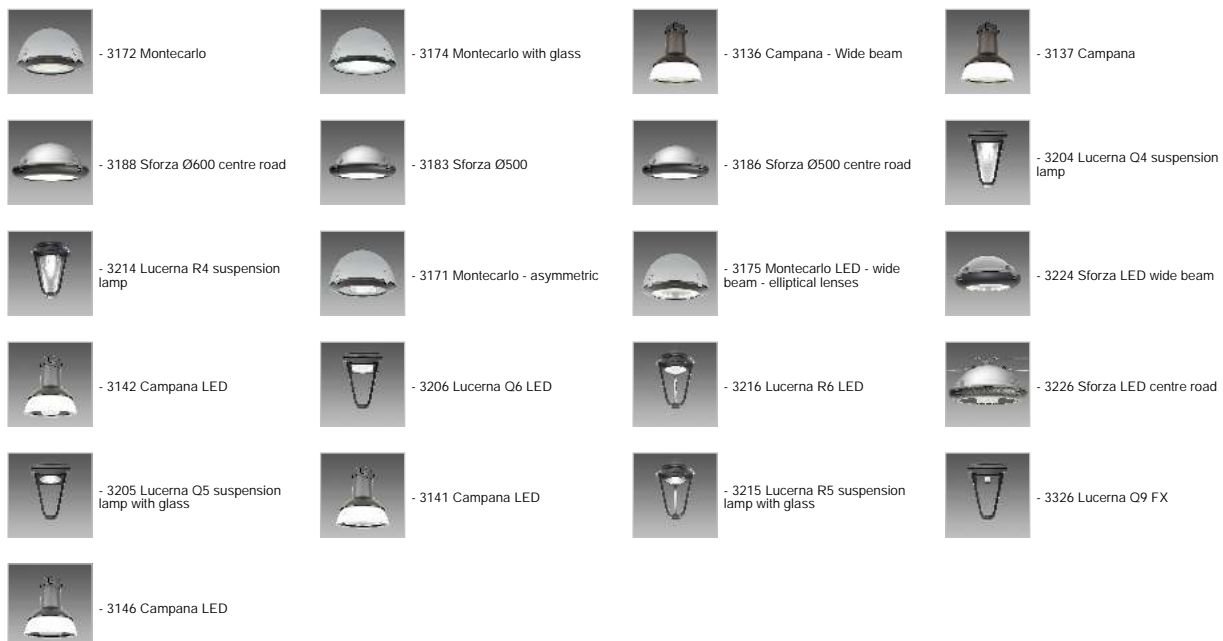 - 3172 Montecarlo
- 3174 Montecarlo with glass
- 3136 Campana - Wide beam
- 3137 Campana
- 3188 Sforza Ø600 centre road
- 3183 Sforza Ø500
- 3186 Sforza Ø500 centre road
- 3204 Lucerna Q4 suspension
lamp
- 3214 Lucerna R4 suspension
lamp
- 3171 Montecarlo - asymmetric
- 3175 Montecarlo LED - wide
beam - elliptical lenses
- 3224 Sforza LED wide beam
- 3142 Campana LED
- 3206 Lucerna Q6 LED
- 3216 Lucerna R6 LED
- 3226 Sforza LED centre road
- 3205 Lucerna Q5 suspension
lamp with glass
- 3141 Campana LED
- 3215 Lucerna R5 suspension
lamp with glass
- 3326 Lucerna Q9 FX
- 3146 Campana LED